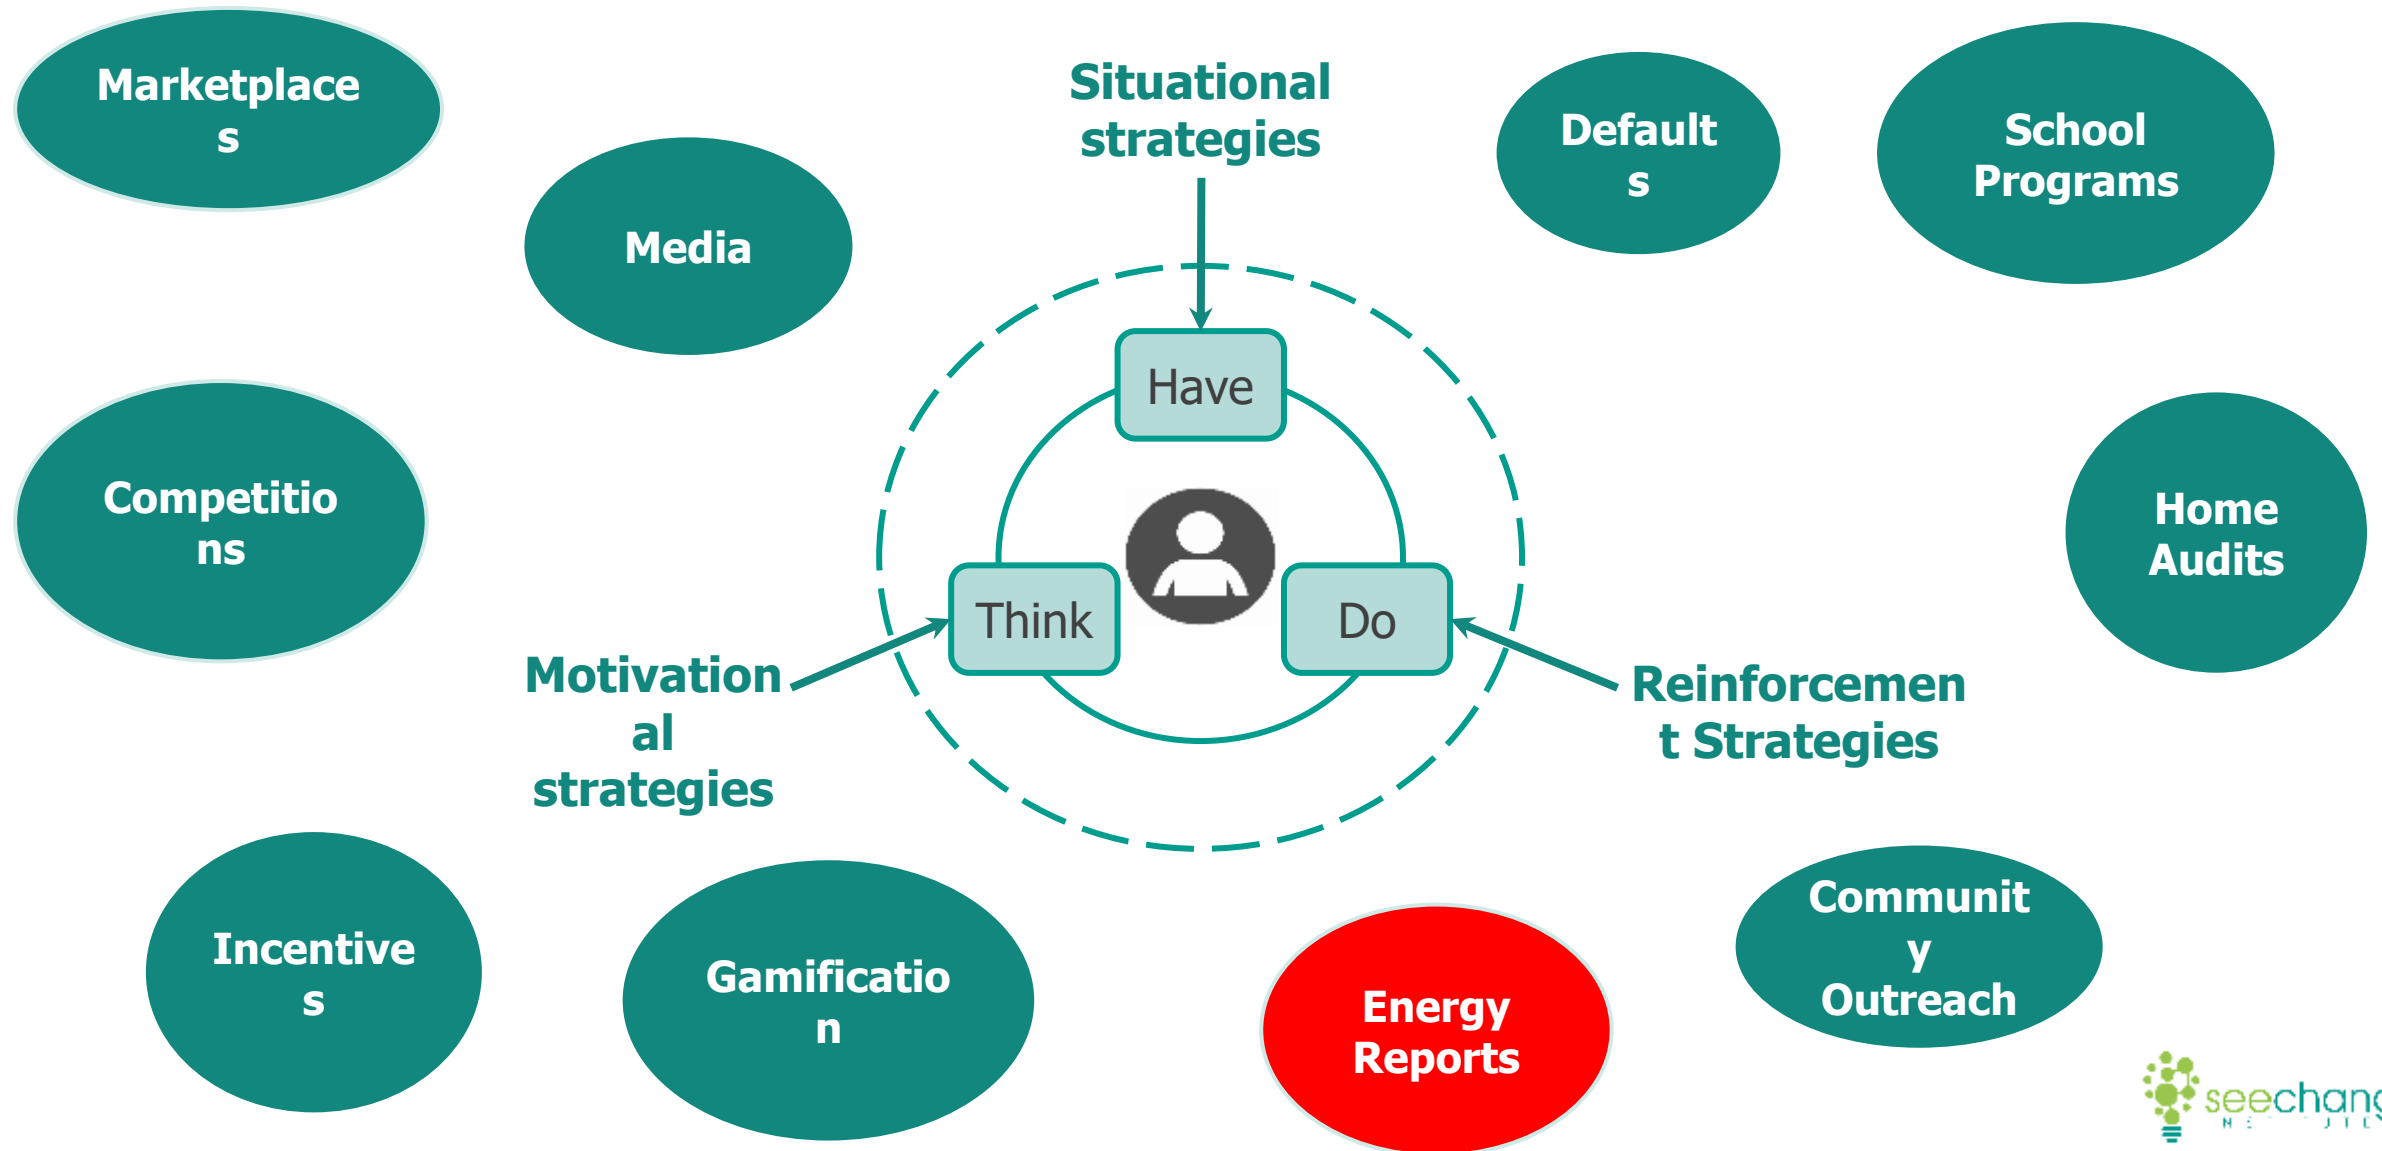 Marketplace
s
Media
Situational
strategies
Default
s
School
Programs
Have
Competitio
ns
Home
Audits
Think
Do
Motivation
al
strategies
Reinforcemen
t Strategies
Incentive
s
Gamificatio
n
Energy
Reports
Communit
y
Outreach
seechang